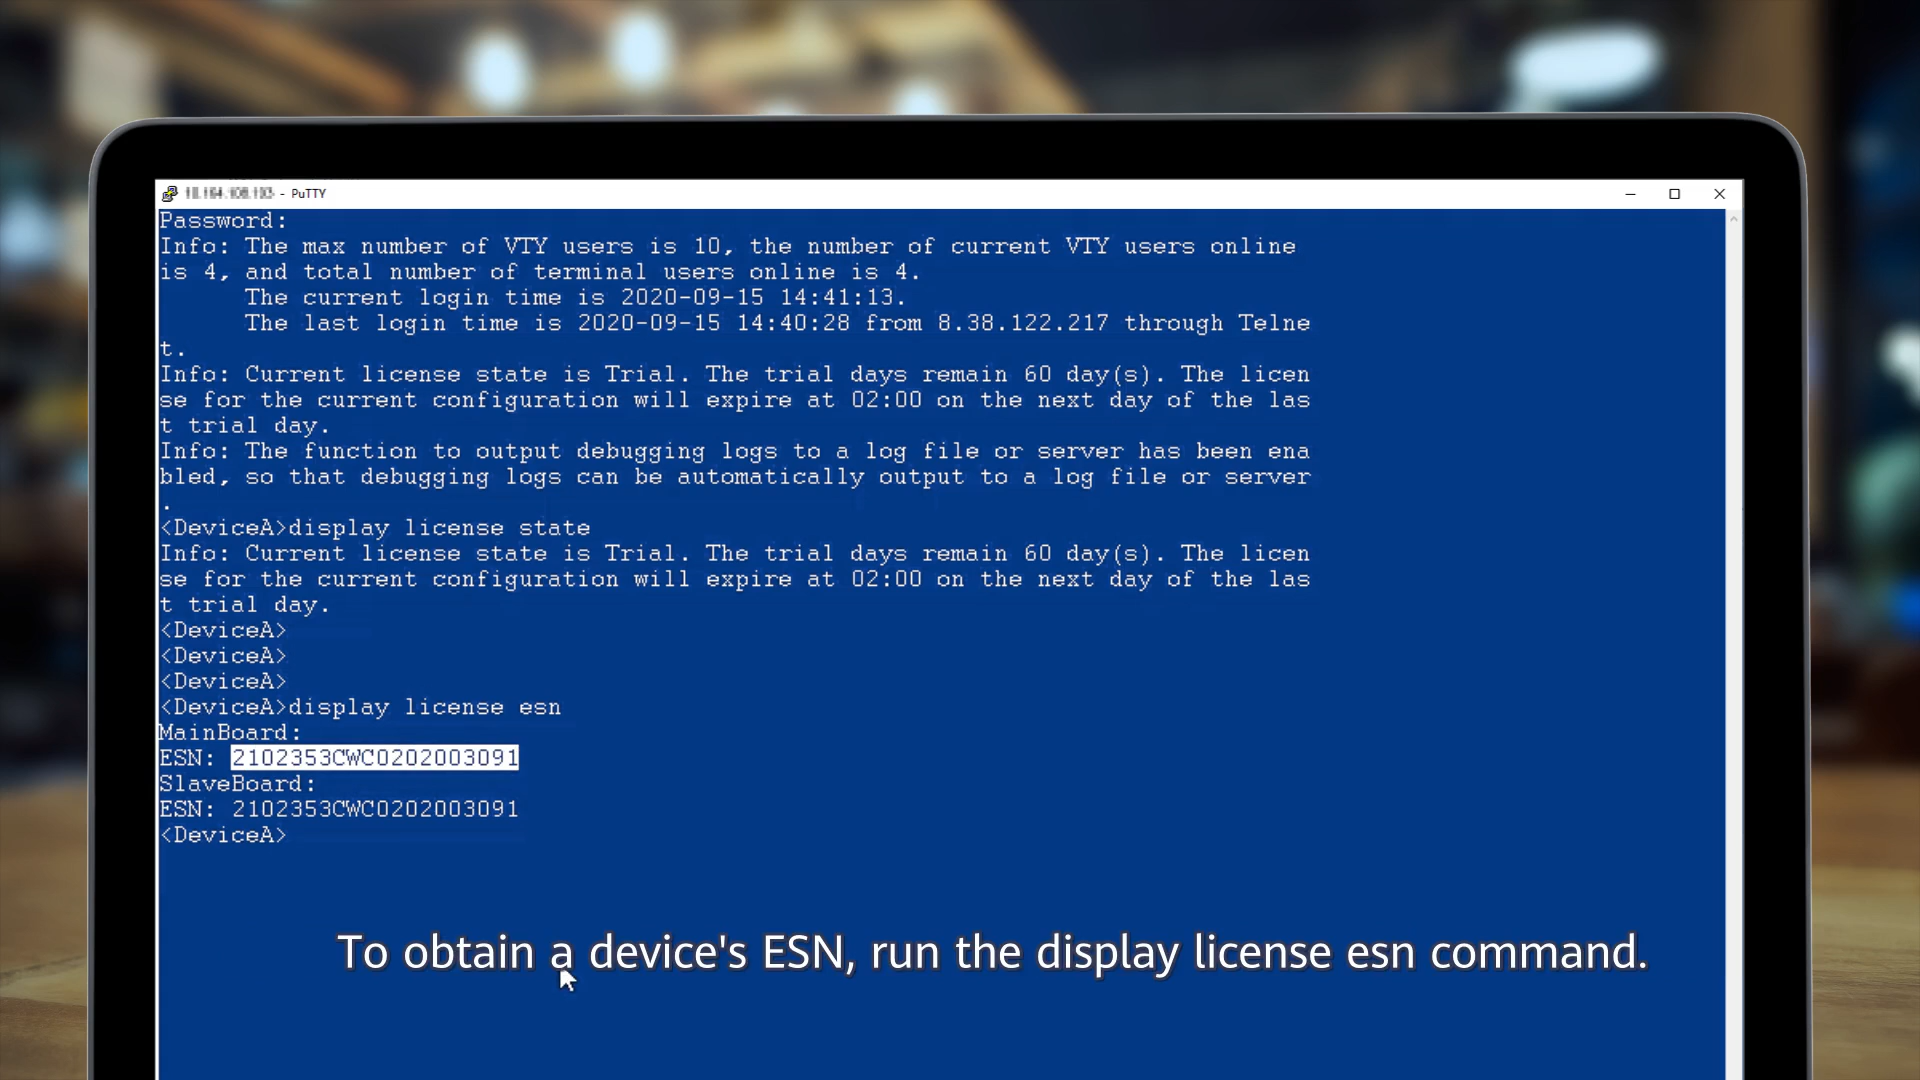 - PuTTY
Password:
Info: The max number of VTY users is 10, the number of current VTY users online
is 4, and total number of terminal users online is 4.
The current login time is 2020-09-15 14:41:13.
The last login time is 2020-09-15 14:40:28 from 8.38.122.217 through Telne
t.
Info: Current license state is Trial. The trial days remain 60 day(s). The licen
se for the current configuration will expire at 02:00 on the next day of the las
t trial day.
Info: The function to output debugging logs to a log file or server has been ena
bled, so that debugging logs can be automatically output to a log file or server
.
<DeviceA>display license state
Info: Current license state is Trial. The trial days remain 60 day(s). The licen
se for the current configuration will expire at 02:00 on the next day of the las
t trial day.
<DeviceA>
<DeviceA>
<DeviceA>
<DeviceA>display license esn
MainBoard:
ESN: 2102353CWC0202003091
SlaveBoard:
ESN: 2102353CWC0202003091
<DeviceA>
To obtain a device's ESN, run the display license esn command.